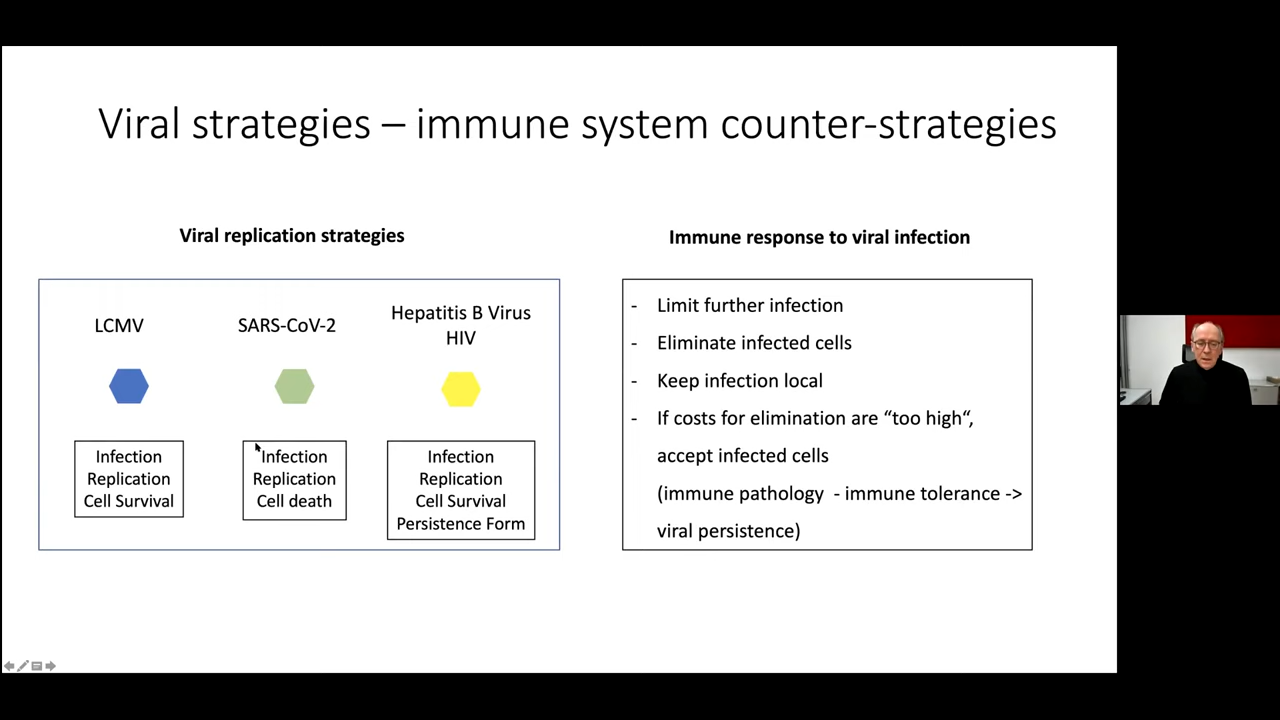 Viral strategies – immune system counter-strategies
Viral replication strategies
LCMV
SARS-CoV-2
Hepatitis B Virus
HIV
Infection
Replication
Cell Survival
Infection
Replication
Cell death
Infection
Replication
Cell Survival
Persistence Form
Immune response to viral infection
- Limit further infection
- Eliminate infected cells
- Keep infection local
- If costs for elimination are “too high“,
accept infected cells
(immune pathology - immune tolerance ->
viral persistence)